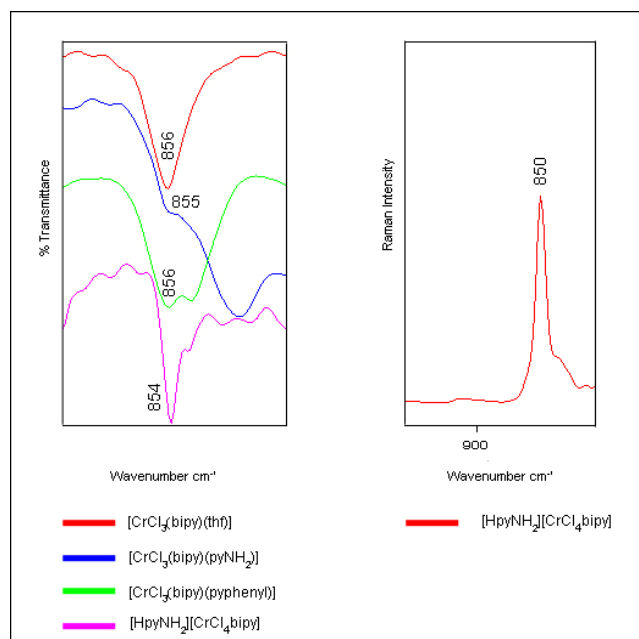 % Transmittance
856
855
856
854
Wavenumber cm⁻¹
Raman Intensity
850
900
Wavenumber cm⁻¹
[CrCl₃(bipy)(thf)]
[CrCl₃(bipy)(pyNH₂)]
[CrCl₃(bipy)(pyphenyl)]
[HpyNH₂][CrCl₄bipy]
[HpyNH₂][CrCl₄bipy]